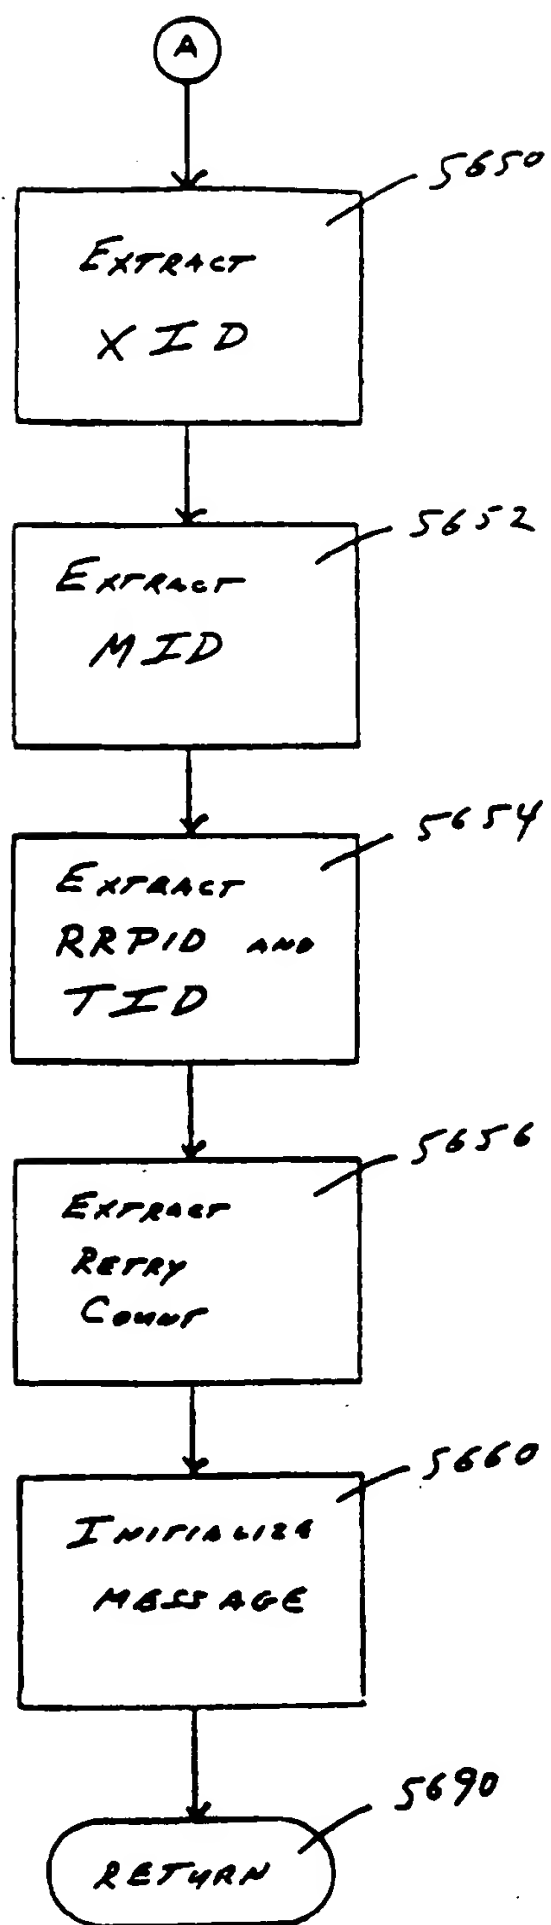 A
5650
EXTRACT
XID
5652
EXTRACT
MID
5654
EXTRACT
RRPID AND
TID
5656
EXTRACT
RETRY
COUNT
5660
INITIALIZE
MESSAGE
5690
RETURN